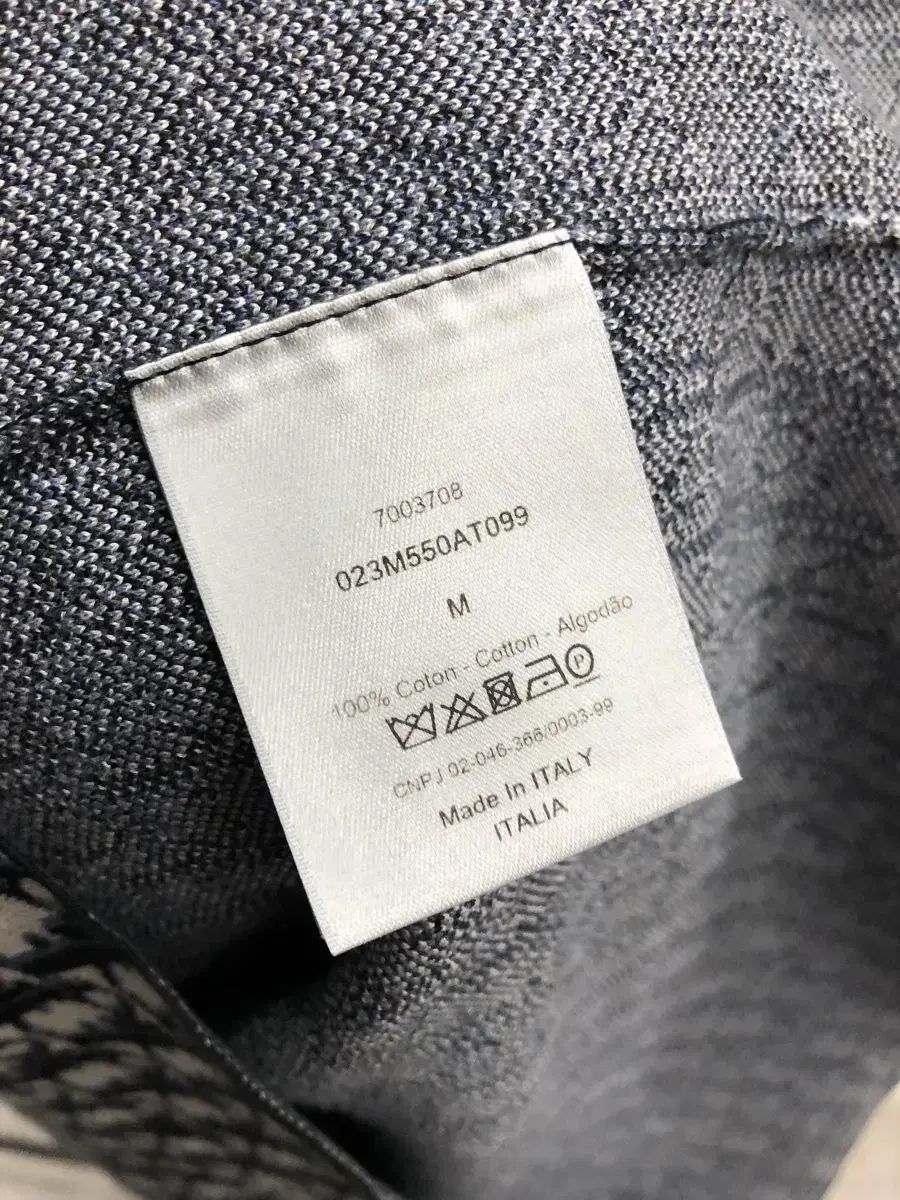 7003708
023M550AT099
M
100% Coton - Cotton - Algodão
P
CNPJ 02-046-366/0003-99
Made In ITALY
ITALIA